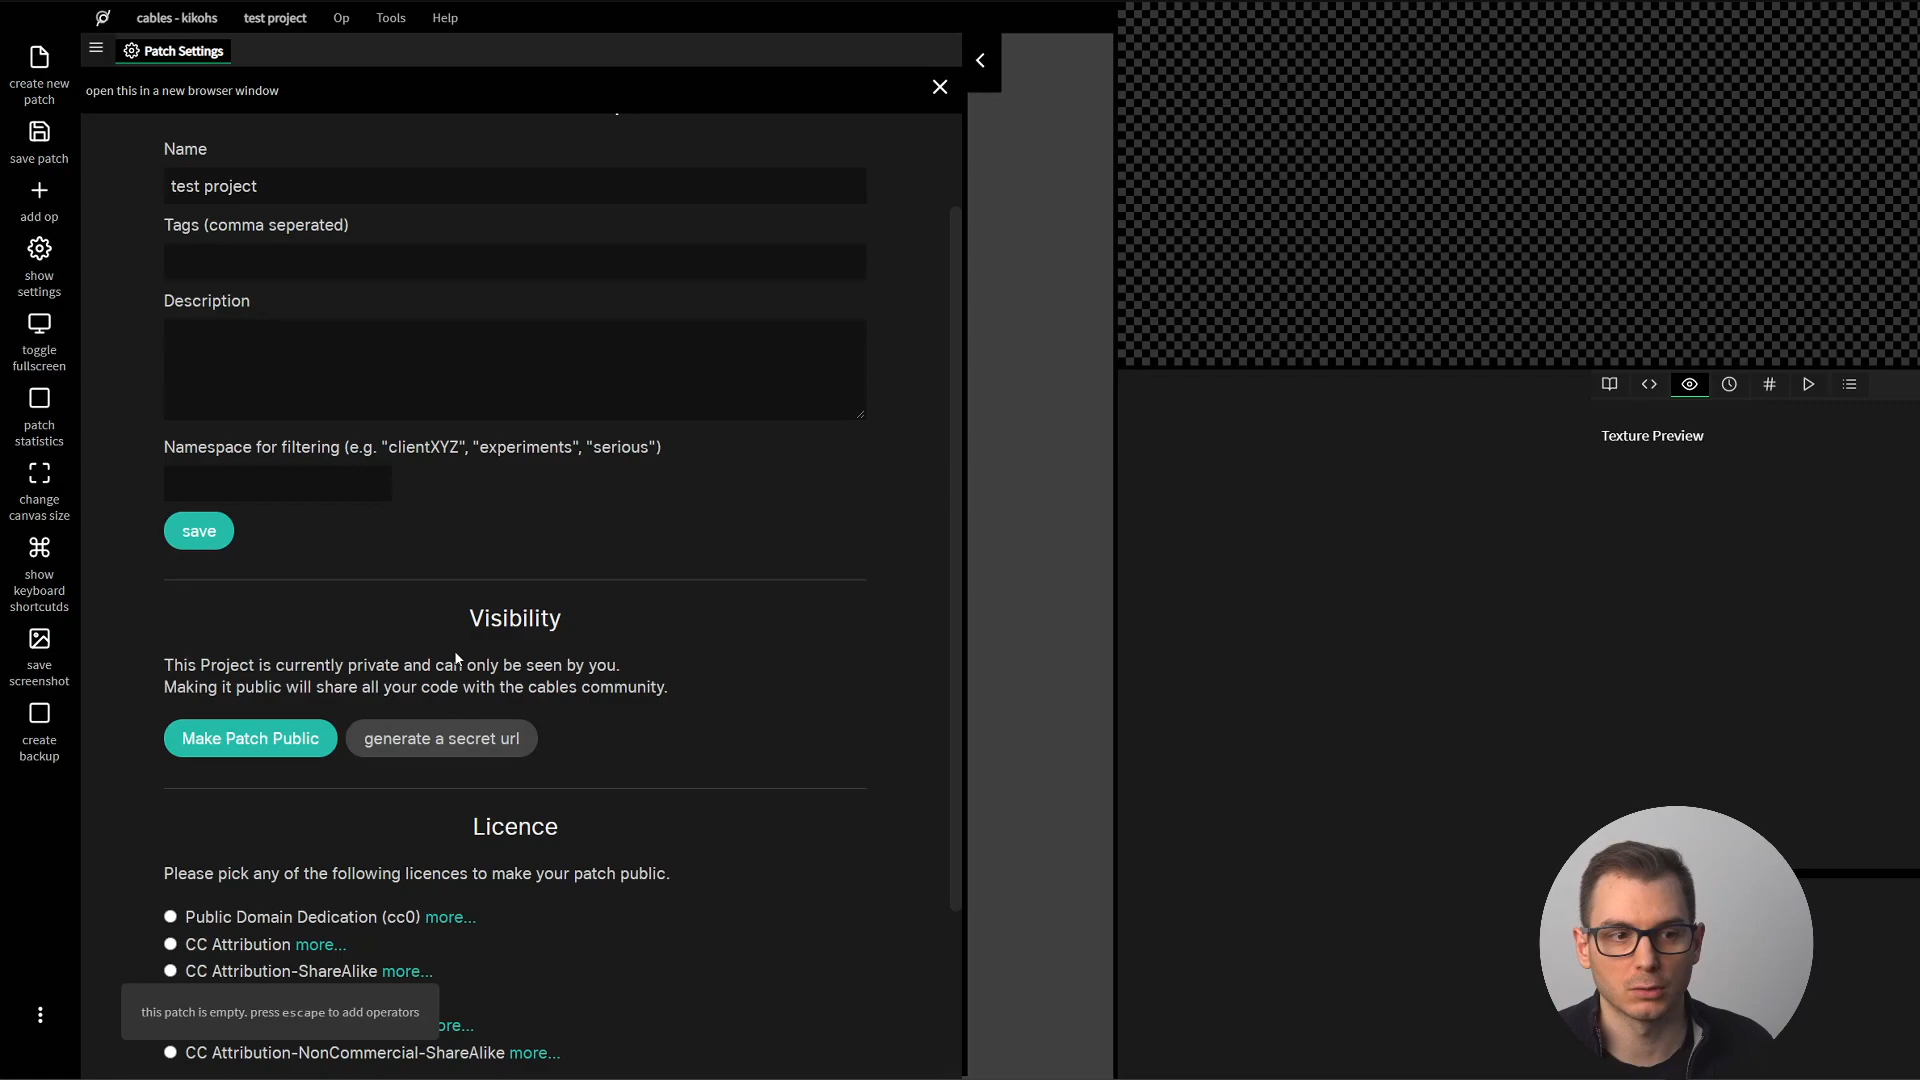 cables - kikohs
test project
Op
Tools
Help
Patch Settings
open this in a new browser window
create new
patch
save patch
add op
show
settings
toggle
fullscreen
patch
statistics
change
canvas size
show
keyboard
shortcutds
save
screenshot
create
backup
Name
test project
Tags (comma seperated)
Description
Namespace for filtering (e.g. "clientXYZ", "experiments", "serious")
save
Visibility
This Project is currently private and can only be seen by you.
Making it public will share all your code with the cables community.
Make Patch Public
generate a secret url
Licence
Please pick any of the following licences to make your patch public.
Public Domain Dedication (cc0) more...
CC Attribution more...
CC Attribution-ShareAlike more...
this patch is empty. press escape to add operators
ore...
CC Attribution-NonCommercial-ShareAlike more...
Texture Preview